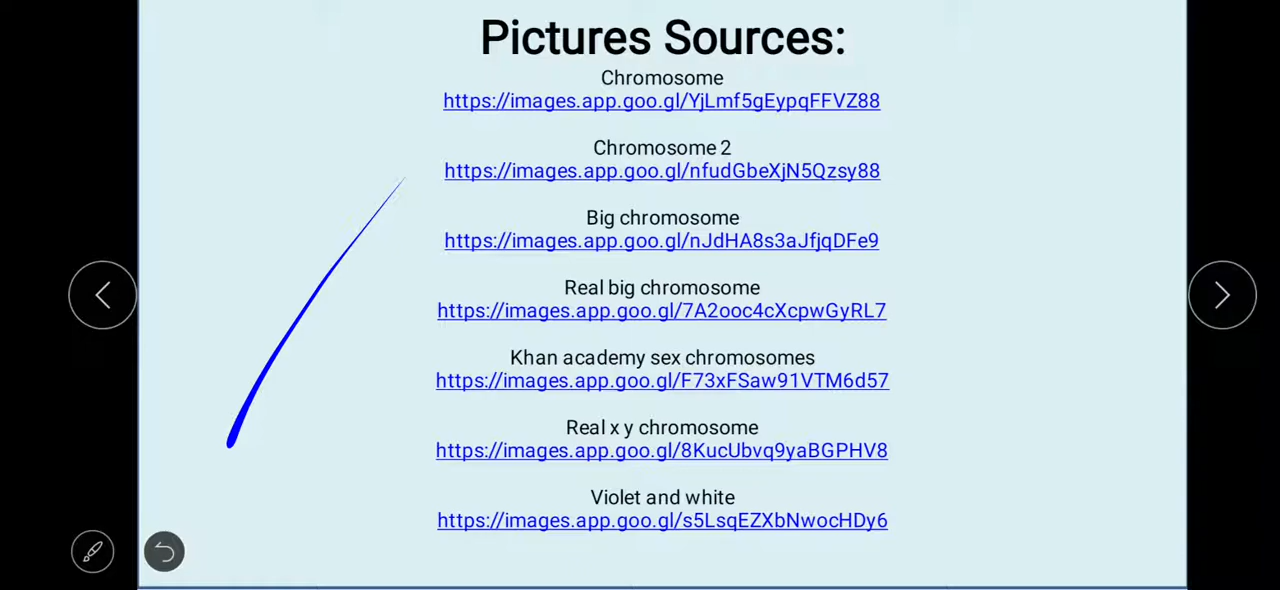 Pictures Sources:
Chromosome
https://images.app.goo.gl/YjLmf5gEypqFFVZ88
Chromosome 2
https://images.app.goo.gl/nfudGbeXjN5Qzsy88
Big chromosome
https://images.app.goo.gl/nJdHA8s3aJfjqDFe9
Real big chromosome
https://images.app.goo.gl/7A2ooc4cXcpwGyRL7
Khan academy sex chromosomes
https://images.app.goo.gl/F73xFSaw91VTM6d57
Real x y chromosome
https://images.app.goo.gl/8KucUbvq9yaBGPHV8
Violet and white
https://images.app.goo.gl/s5LsqEZXbNwocHDy6